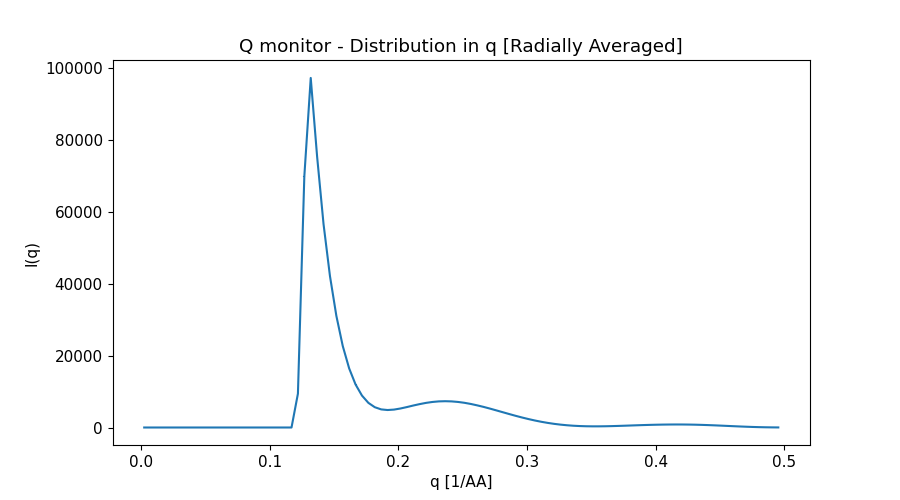 Q monitor - Distribution in q [Radially Averaged]
100000
80000
60000
40000
20000
0
I(q)
0.0 0.1 0.2 0.3 0.4 0.5
q [1/AA]